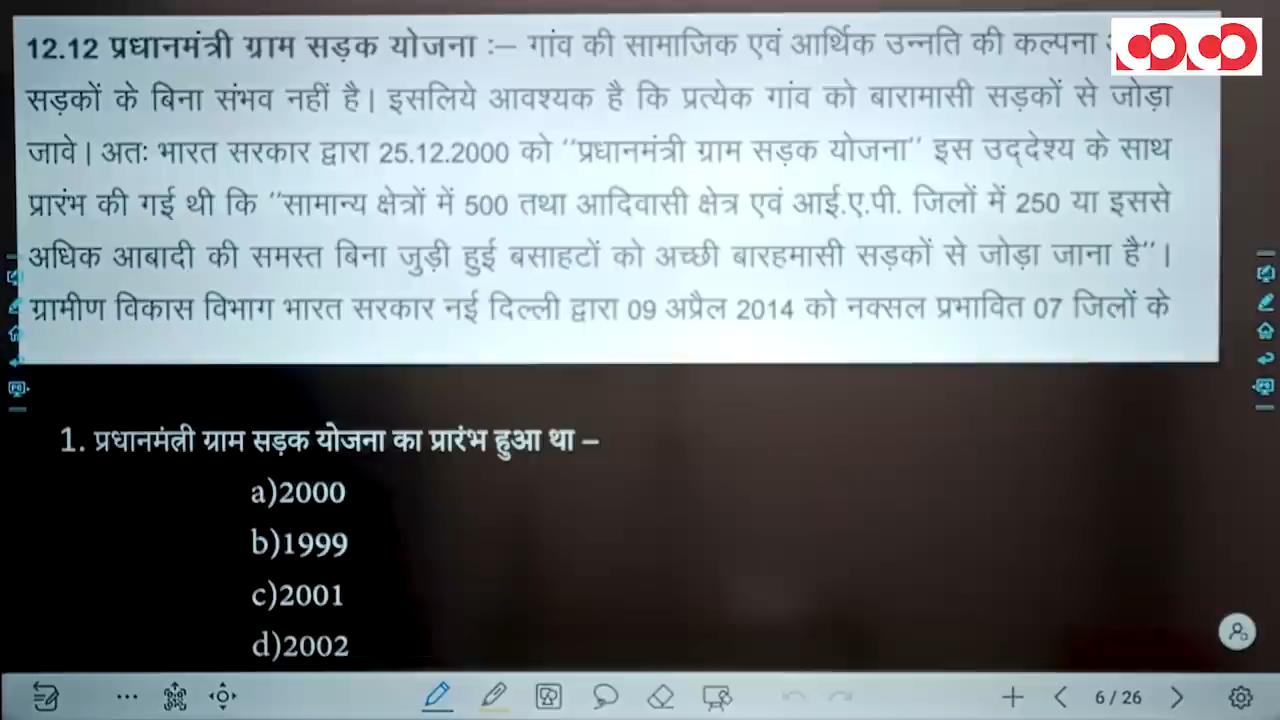 12.12 प्रधानमंत्री ग्राम सड़क योजना :– गांव की सामाजिक एवं आर्थिक उन्नति की कल्पना
सड़कों के बिना संभव नहीं है। इसलिये आवश्यक है कि प्रत्येक गांव को बारामासी सड़कों से जोड़ा
जावे। अतः भारत सरकार द्वारा 25.12.2000 को "प्रधानमंत्री ग्राम सड़क योजना" इस उद्देश्य के साथ
प्रारंभ की गई थी कि "सामान्य क्षेत्रों में 500 तथा आदिवासी क्षेत्र एवं आई.ए.पी. जिलों में 250 या इससे
अधिक आबादी की समस्त बिना जुड़ी हुई बसाहटों को अच्छी बारहमासी सड़कों से जोड़ा जाना है"।
ग्रामीण विकास विभाग भारत सरकार नई दिल्ली द्वारा 09 अप्रैल 2014 को नक्सल प्रभावित 07 जिलों के
1. प्रधानमंत्री ग्राम सड़क योजना का प्रारंभ हुआ था –
a)2000
b)1999
c)2001
d)2002
6 / 26